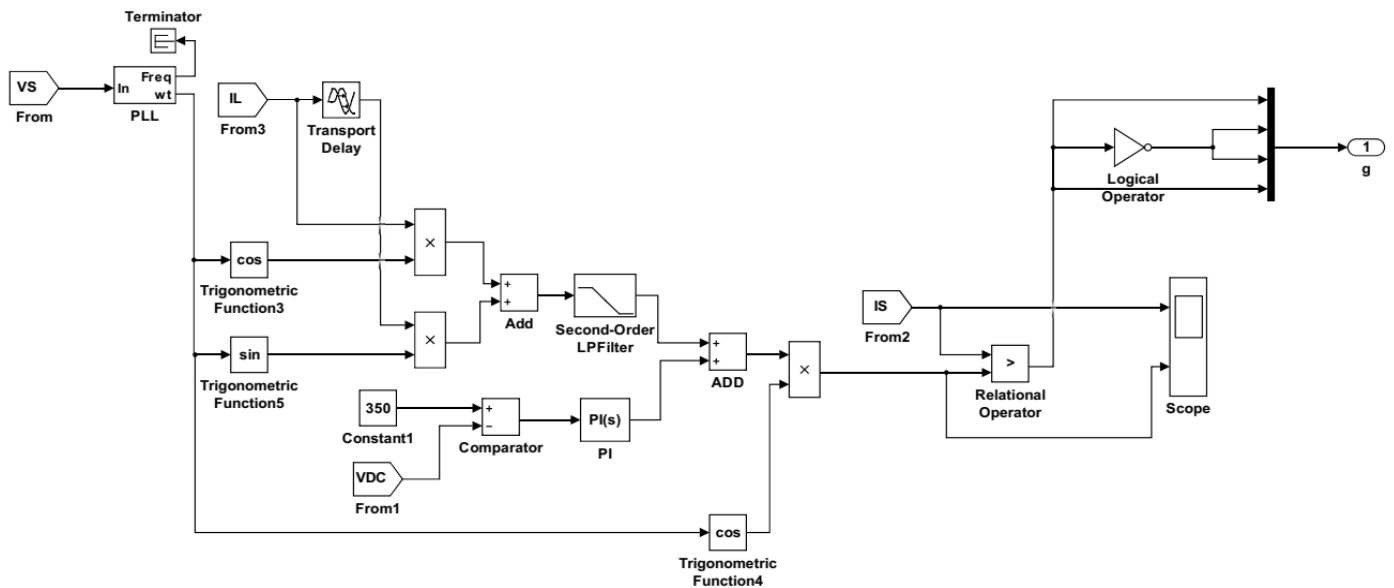 Terminator
VS
From
In
Freq
wt
PLL
IL
From3
Transport
Delay
Logical
Operator
1
g
×
cos
Trigonometric
Function3
+
+
Add
Second-Order
LPFilter
×
sin
Trigonometric
Function5
IS
From2
+
+
ADD
×
>
Relational
Operator
Scope
350
Constant1
+
−
Comparator
PI(s)
PI
VDC
From1
cos
Trigonometric
Function4